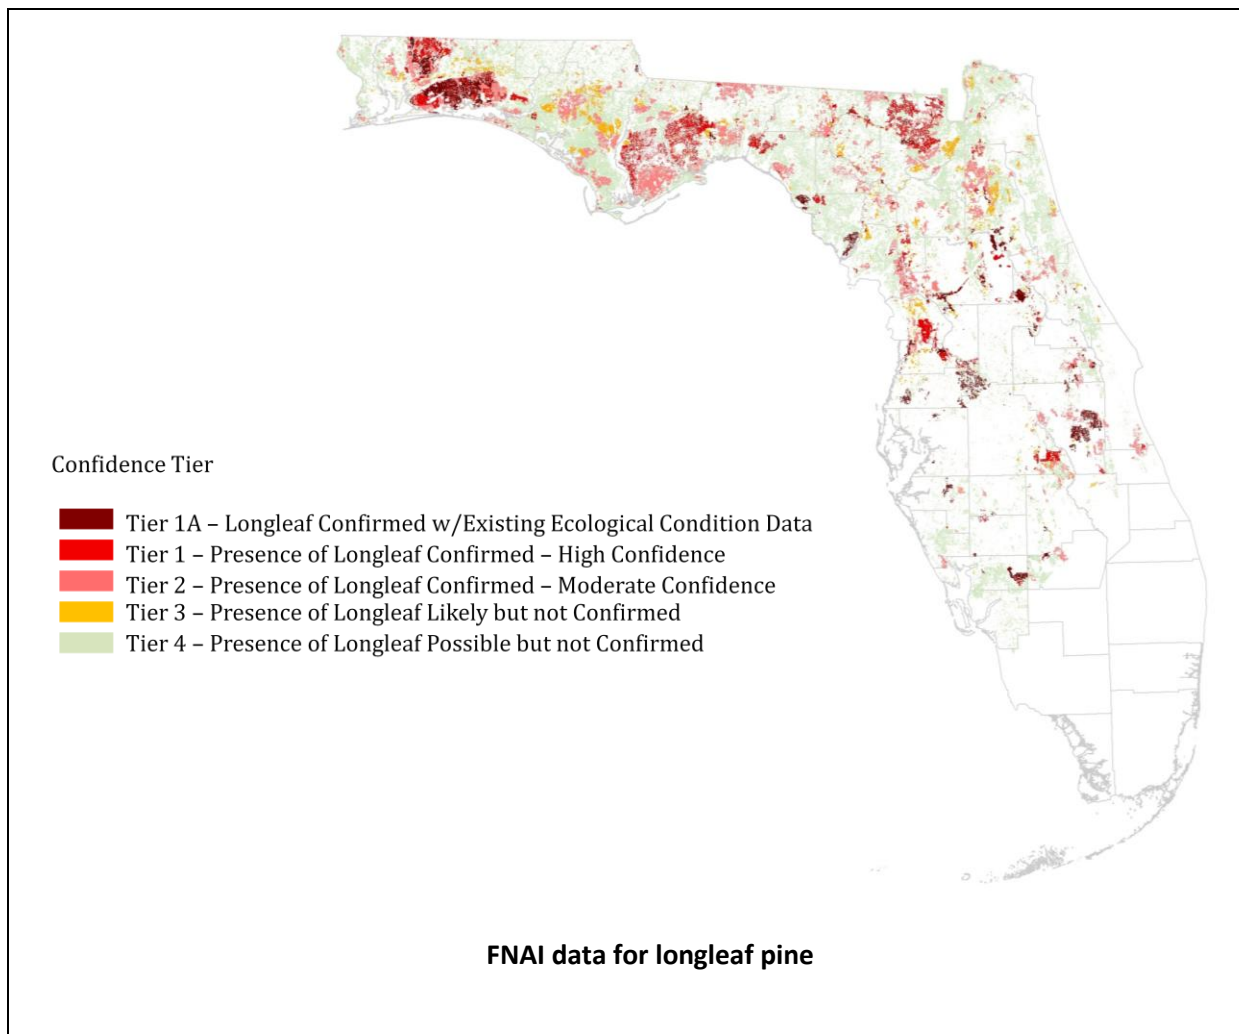 Confidence Tier
Tier 1A – Longleaf Confirmed w/Existing Ecological Condition Data
Tier 1 – Presence of Longleaf Confirmed – High Confidence
Tier 2 – Presence of Longleaf Confirmed – Moderate Confidence
Tier 3 – Presence of Longleaf Likely but not Confirmed
Tier 4 – Presence of Longleaf Possible but not Confirmed
FNAI data for longleaf pine